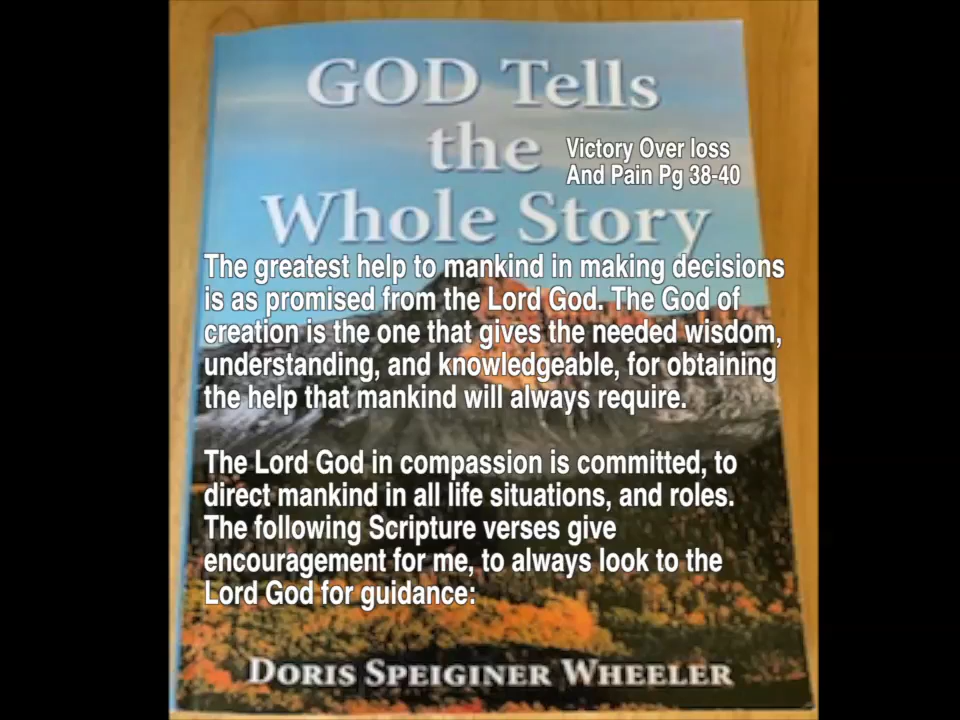 GOD Tells
the
Victory Over loss
And Pain Pg 38-40
Whole Story
The greatest help to mankind in making decisions
is as promised from the Lord God. The God of
creation is the one that gives the needed wisdom,
understanding, and knowledgeable, for obtaining
the help that mankind will always require.
The Lord God in compassion is committed, to
direct mankind in all life situations, and roles.
The following Scripture verses give
encouragement for me, to always look to the
Lord God for guidance:
DORIS SPEIGINER WHEELER